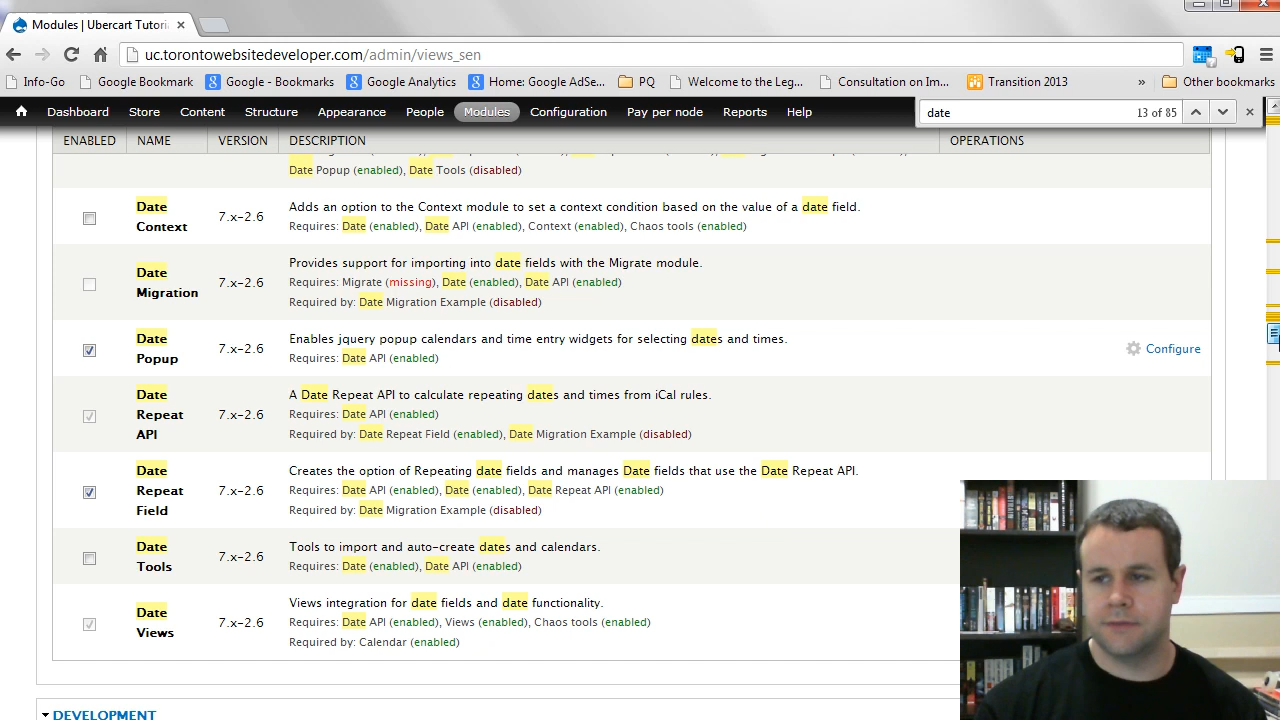 Modules | Ubercart Tutori
uc.torontowebsitedeveloper.com/admin/views_sen
Info-Go Google Bookmark Google - Bookmarks Google Analytics Home: Google AdSe... PQ Welcome to the Leg... Consultation on Im... Transition 2013 » Other bookmarks
Dashboard Store Content Structure Appearance People Modules Configuration Pay per node Reports Help
date 13 of 85
ENABLED NAME VERSION DESCRIPTION OPERATIONS
Date Popup (enabled), Date Tools (disabled)
Date Context
7.x-2.6
Adds an option to the Context module to set a context condition based on the value of a date field.
Requires: Date (enabled), Date API (enabled), Context (enabled), Chaos tools (enabled)
Date Migration
7.x-2.6
Provides support for importing into date fields with the Migrate module.
Requires: Migrate (missing), Date (enabled), Date API (enabled)
Required by: Date Migration Example (disabled)
Date Popup
7.x-2.6
Enables jquery popup calendars and time entry widgets for selecting dates and times.
Requires: Date API (enabled)
Configure
Date Repeat API
7.x-2.6
A Date Repeat API to calculate repeating dates and times from iCal rules.
Requires: Date API (enabled)
Required by: Date Repeat Field (enabled), Date Migration Example (disabled)
Date Repeat Field
7.x-2.6
Creates the option of Repeating date fields and manages Date fields that use the Date Repeat API.
Requires: Date API (enabled), Date (enabled), Date Repeat API (enabled)
Required by: Date Migration Example (disabled)
Date Tools
7.x-2.6
Tools to import and auto-create dates and calendars.
Requires: Date (enabled), Date API (enabled)
Date Views
7.x-2.6
Views integration for date fields and date functionality.
Requires: Date API (enabled), Views (enabled), Chaos tools (enabled)
Required by: Calendar (enabled)
DEVELOPMENT